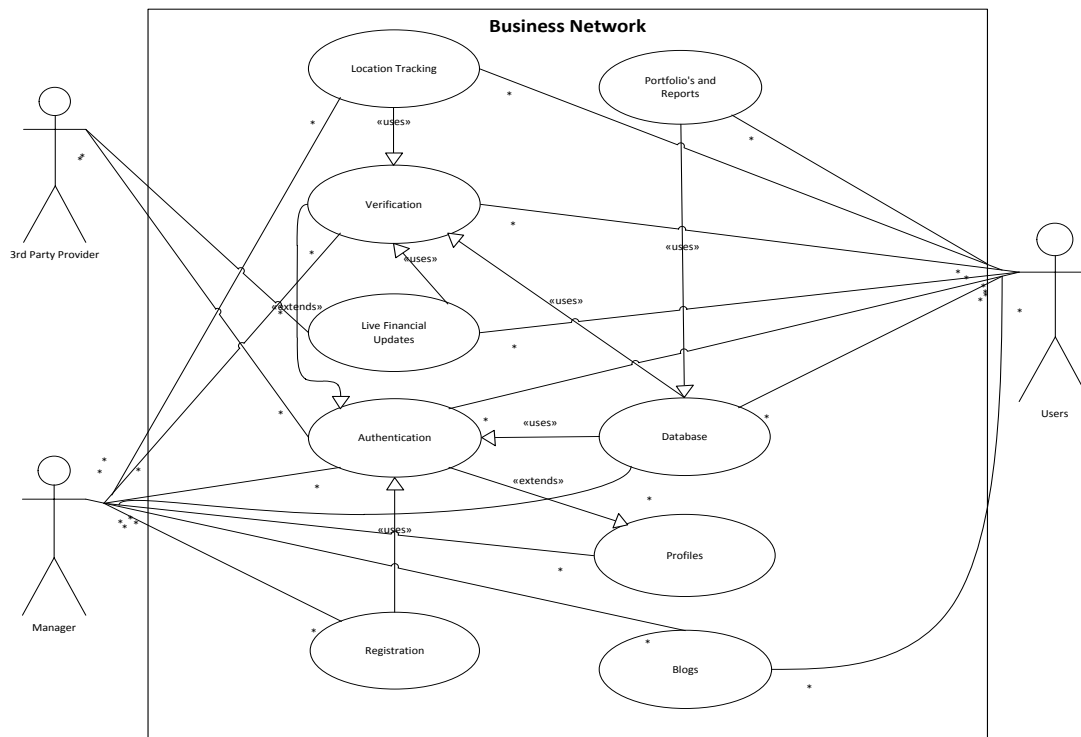 Business Network
Location Tracking
Portfolio's and
Reports
*
*
«uses»
*
*
*
3rd Party Provider
Verification
*
*
«uses»
«uses»
*
*
*
*
*
*
*
«extends»
*
«uses»
Live Financial
Updates
*
Users
*
*
*
Authentication
«uses»
Database
*
*
*
*
*
«extends»
*
*
*
*
*
«uses»
Profiles
*
Manager
*
*
Registration
Blogs
*